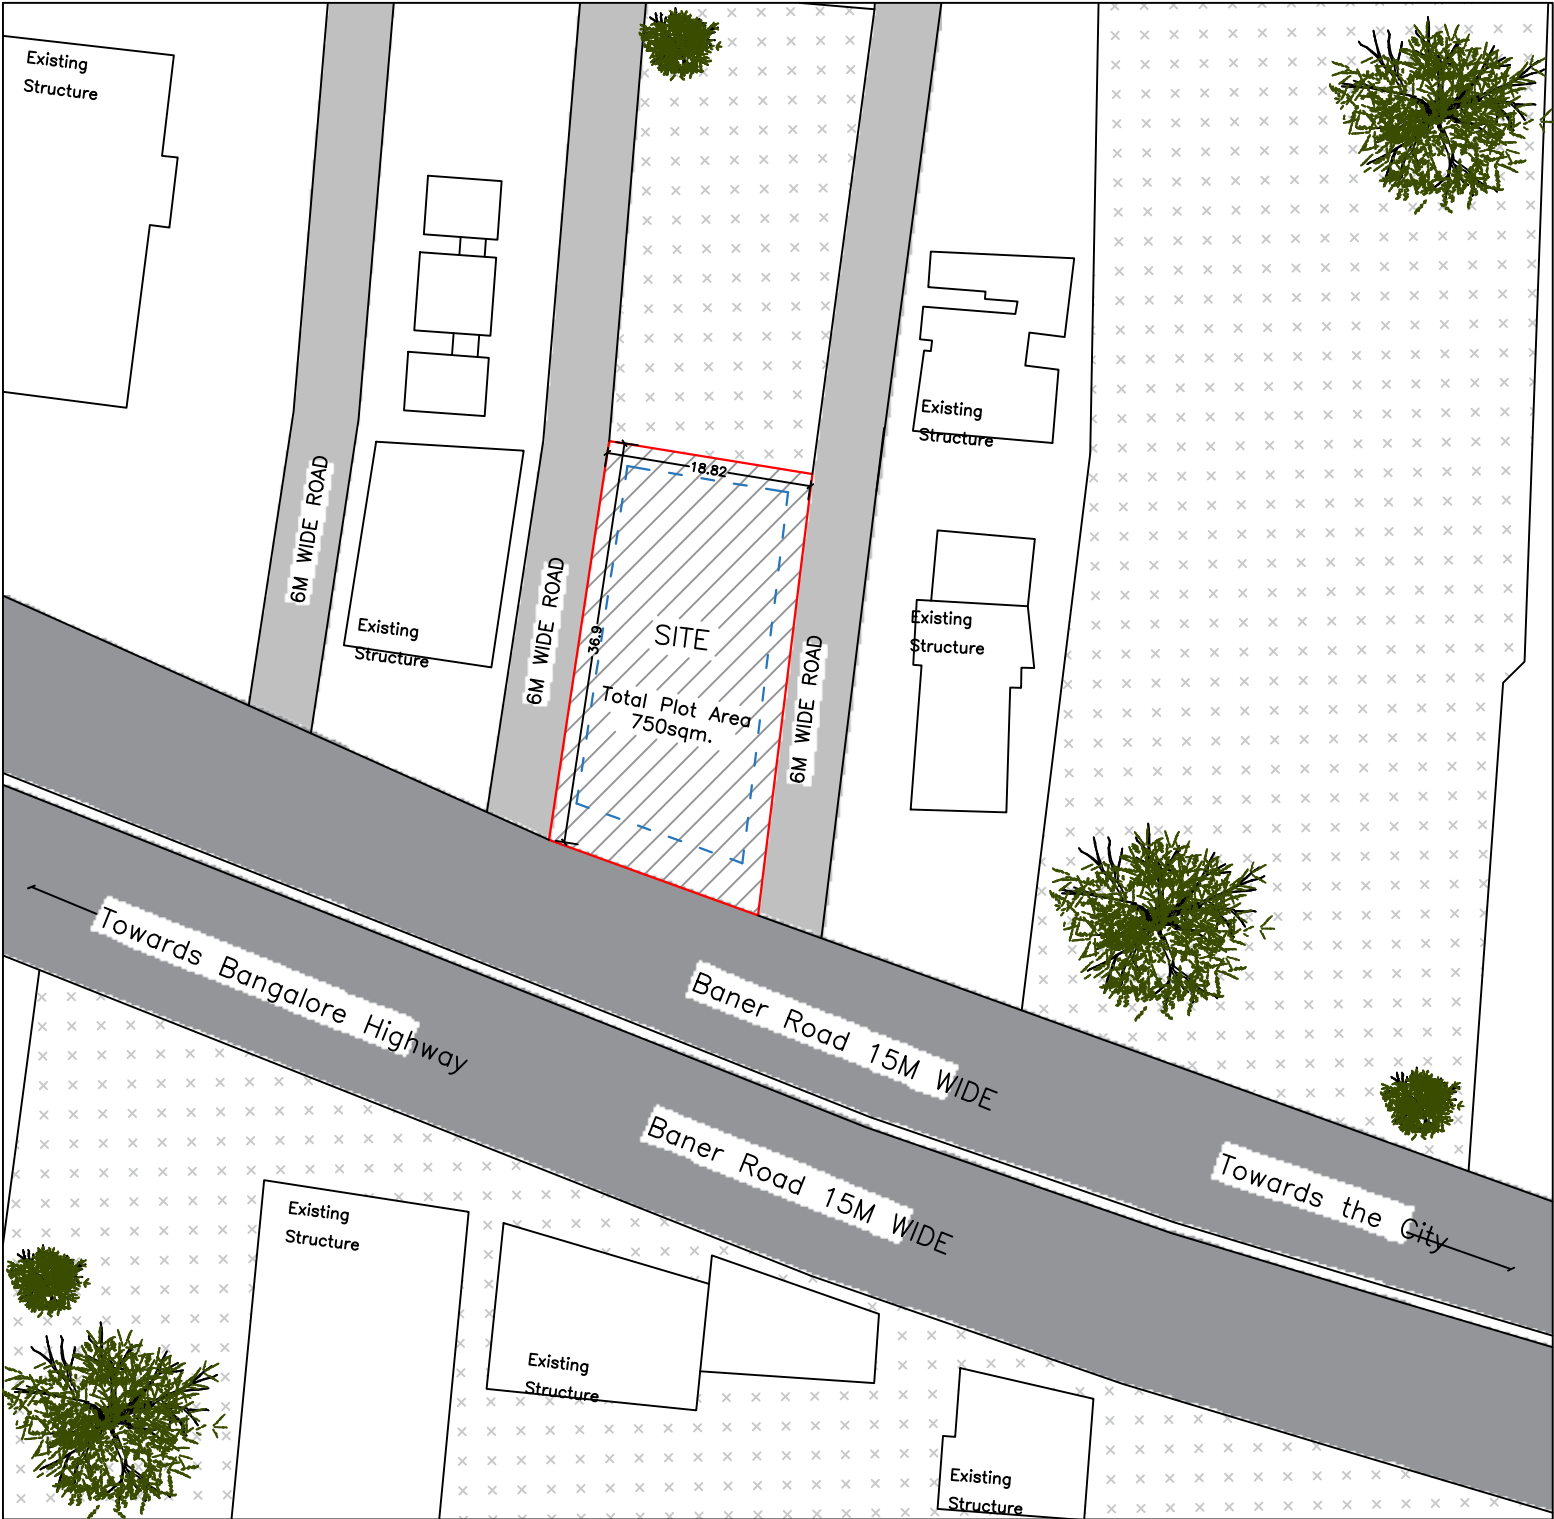 Existing
Structure
Existing
Structure
18.82
6M WIDE ROAD
6M WIDE ROAD
36.9
SITE
Existing
Structure
Existing
Structure
6M WIDE ROAD
Total Plot Area
750sqm.
Towards Bangalore Highway
Baner Road 15M WIDE
Baner Road 15M WIDE
Towards the City
Existing
Structure
Existing
Structure
Existing
Structure